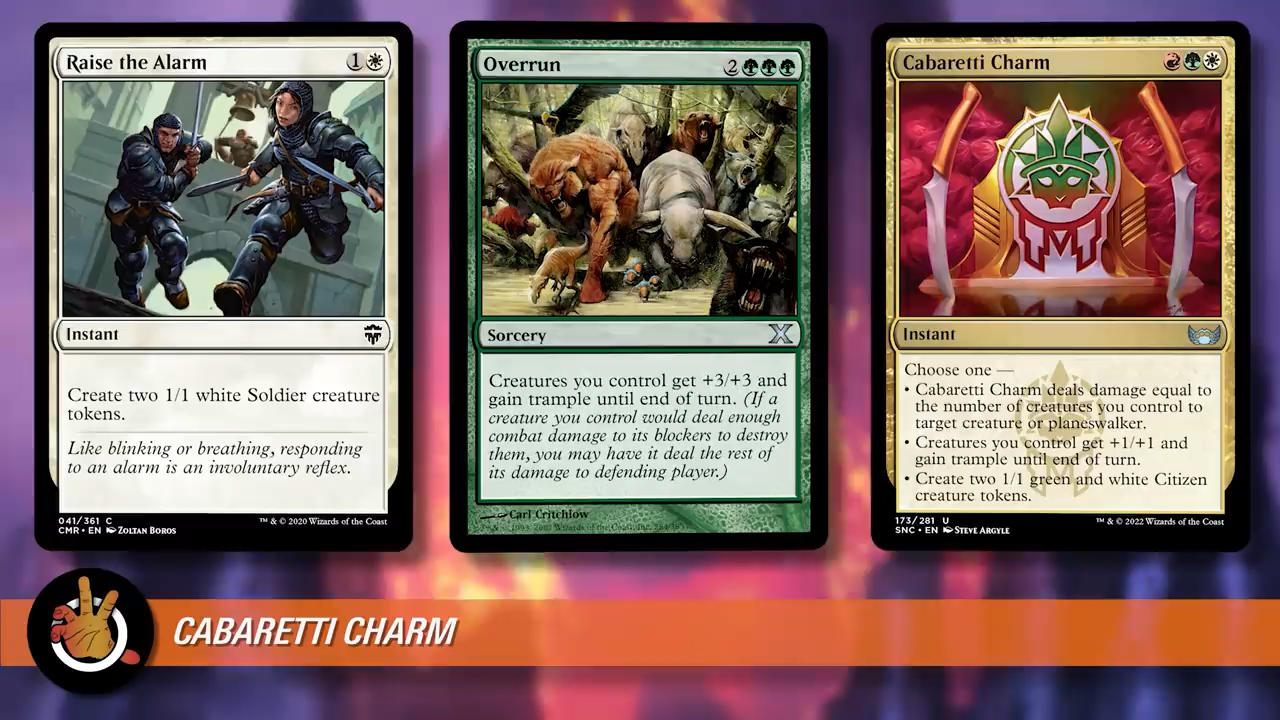 Raise the Alarm
1
Instant
Create two 1/1 white Soldier creature
tokens.
Like blinking or breathing, responding
to an alarm is an involuntary reflex.
041/361 C
CMR • EN Zoltan Boros
™ & © 2020 Wizards of the Coast
Overrun
2
Sorcery
X
Creatures you control get +3/+3 and
gain trample until end of turn. (If a
creature you control would deal enough
combat damage to its blockers to destroy
them, you may have it deal the rest of
its damage to defending player.)
Carl Critchlow
Wizards of the Coast, Inc.
Cabaretti Charm
Instant
Choose one —
• Cabaretti Charm deals damage equal to
the number of creatures you control to
target creature or planeswalker.
• Creatures you control get +1/+1 and
gain trample until end of turn.
• Create two 1/1 green and white Citizen
creature tokens.
173/281 U
SNC • EN Steve Argyle
™ & © 2022 Wizards of the Coast
CABARETTI CHARM